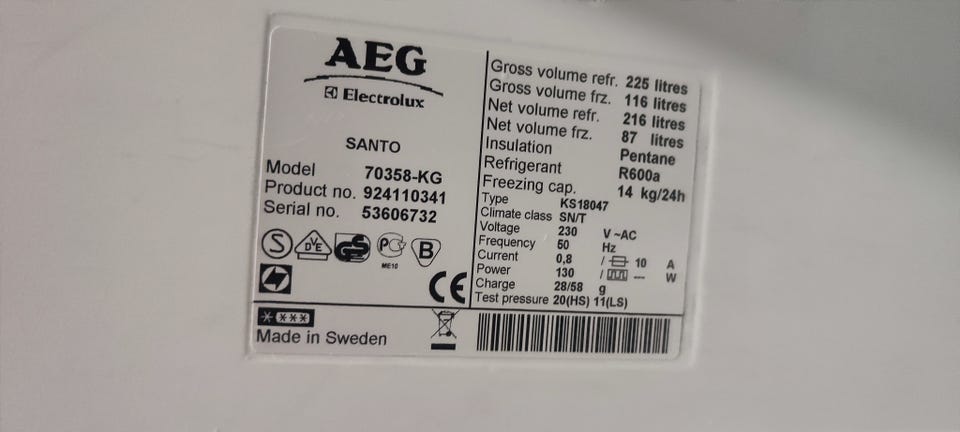 AEG
Electrolux
SANTO
Model 70358-KG
Product no. 924110341
Serial no. 53606732
S
DVE
GS
PC
ME10
B
CE
Made in Sweden
Gross volume refr. 225 litres
Gross volume frz. 116 litres
Net volume refr. 216 litres
Net volume frz. 87 litres
Insulation Pentane
Refrigerant R600a
Freezing cap. 14 kg/24h
Type KS18047
Climate class SN/T
Voltage 230 V ~AC
Frequency 50 Hz
Current 0,8 / 10 A
Power 130 / --- W
Charge 28/58 g
Test pressure 20(HS) 11(LS)